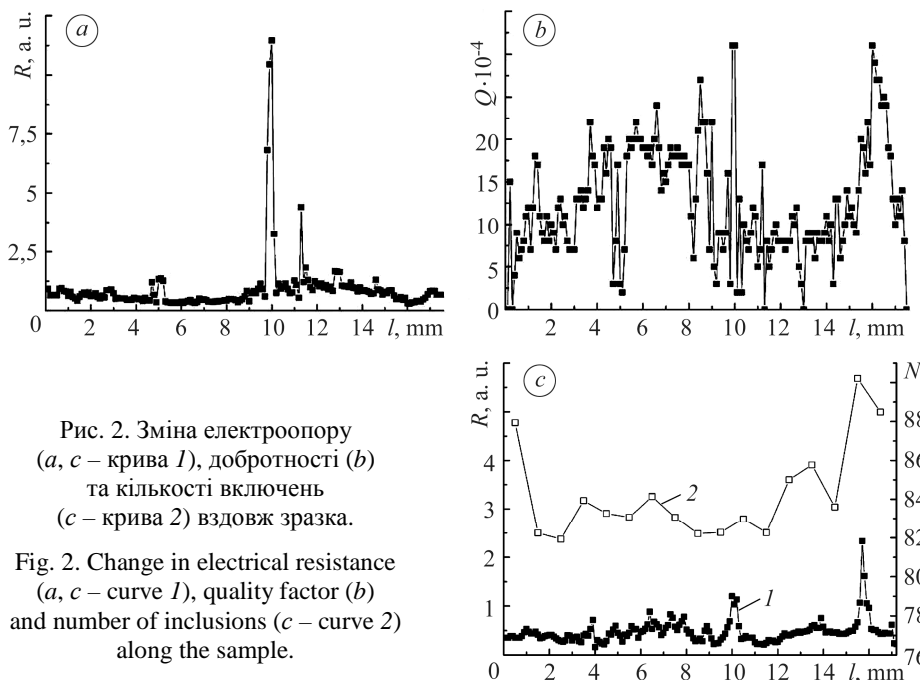 a
R, a. u.
7,5
5
2,5
0
2 4 6 8 10 12 14 l, mm
b
Q·10⁻⁴
20
15
10
5
0
2 4 6 8 10 12 14 l, mm
c
R, a. u.
4
3
2
1
0
2 4 6 8 10 12 14 l, mm
N
88
86
84
82
80
78
76
2
1
Рис. 2. Зміна електроопору
(a, c – крива 1), добротності (b)
та кількості включень
(c – крива 2) вздовж зразка.
Fig. 2. Change in electrical resistance
(a, c – curve 1), quality factor (b)
and number of inclusions (c – curve 2)
along the sample.